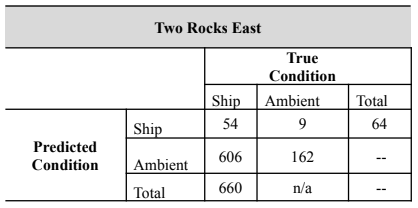 Two Rocks East
True
Condition
Ship Ambient Total
Predicted
Condition
Ship 54 9 64
Ambient 606 162 --
Total 660 n/a --